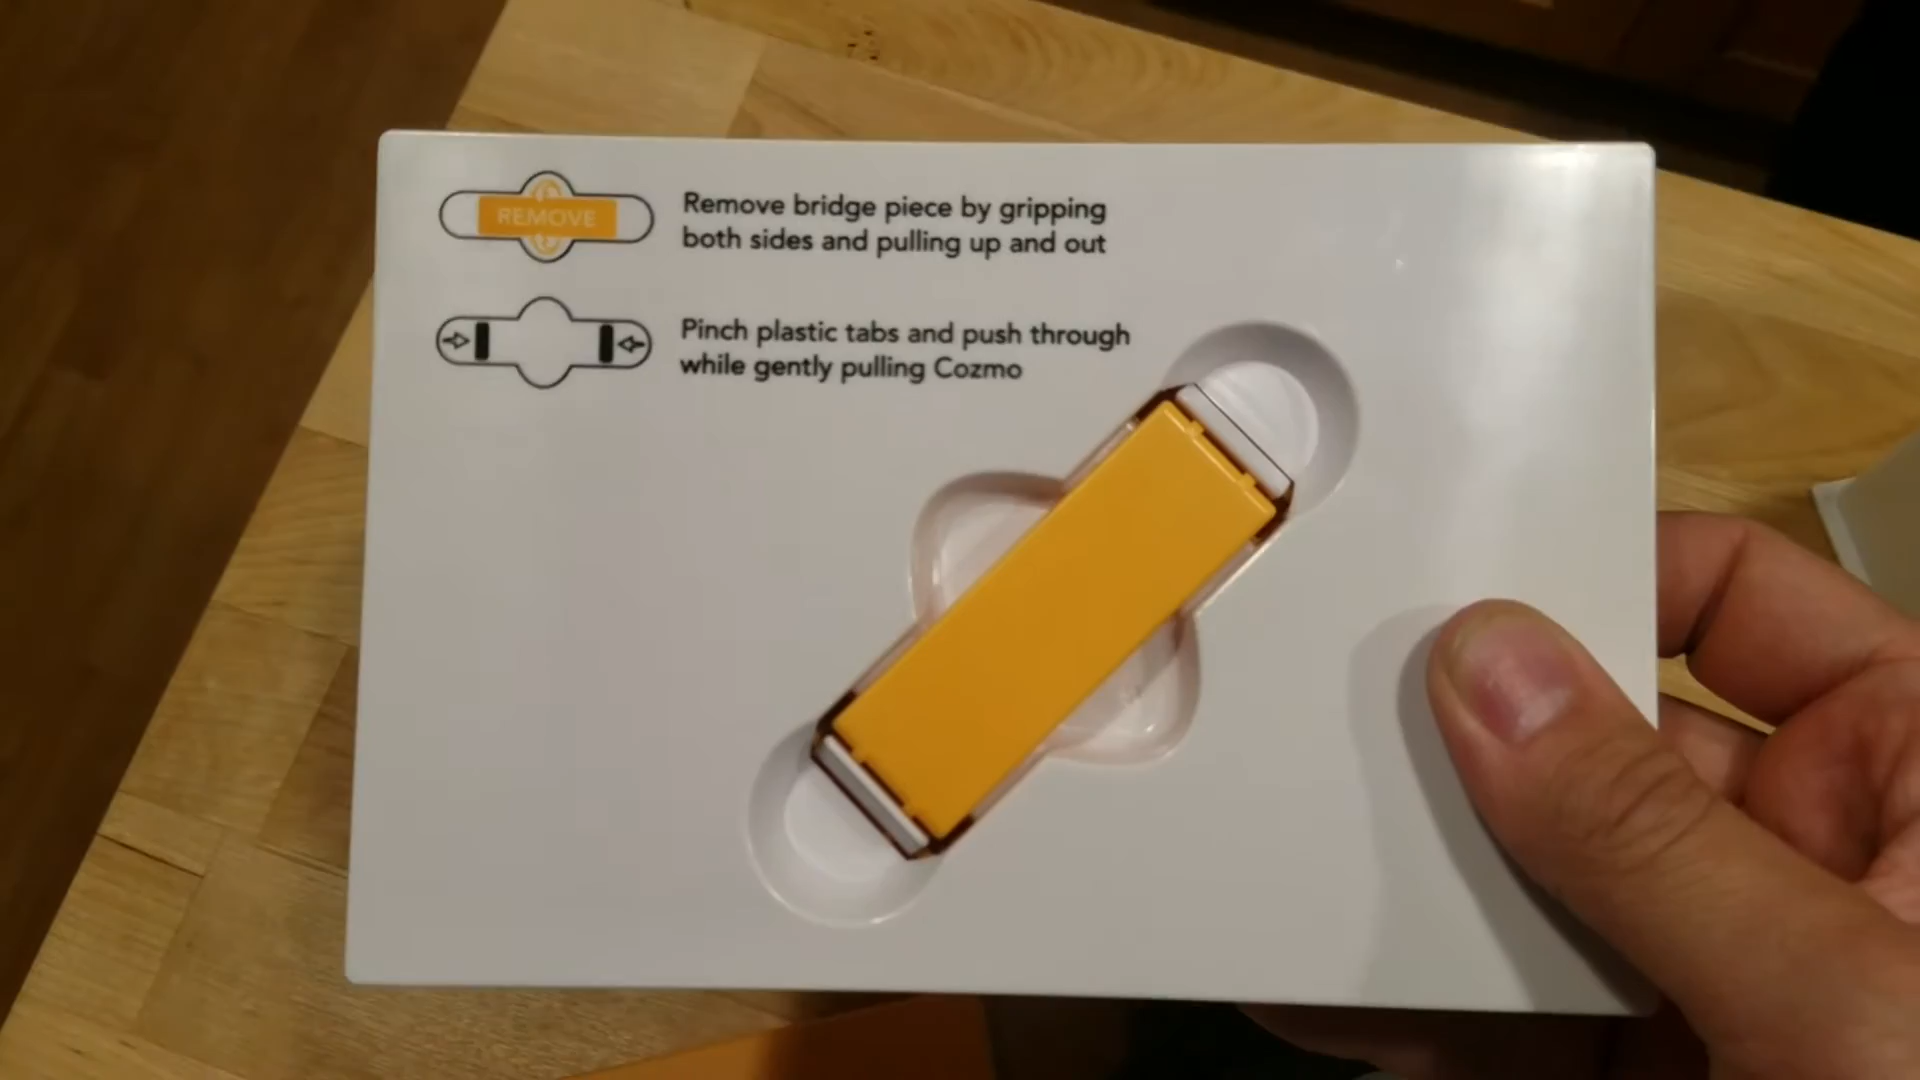 REMOVE
Remove bridge piece by gripping
both sides and pulling up and out
Pinch plastic tabs and push through
while gently pulling Cozmo